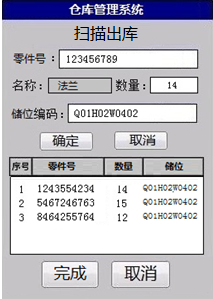 仓库管理系统
扫描出库
零件号： 123456789
名称： 法兰 数量： 14
储位编码： Q01H02W0402
确定 取消
序号 零件号 数量 储位
1 1243554234 14 Q01H02W0402
2 5467246763 15 Q01H02W0402
3 8464255764 12 Q01H02W0402
完成 取消